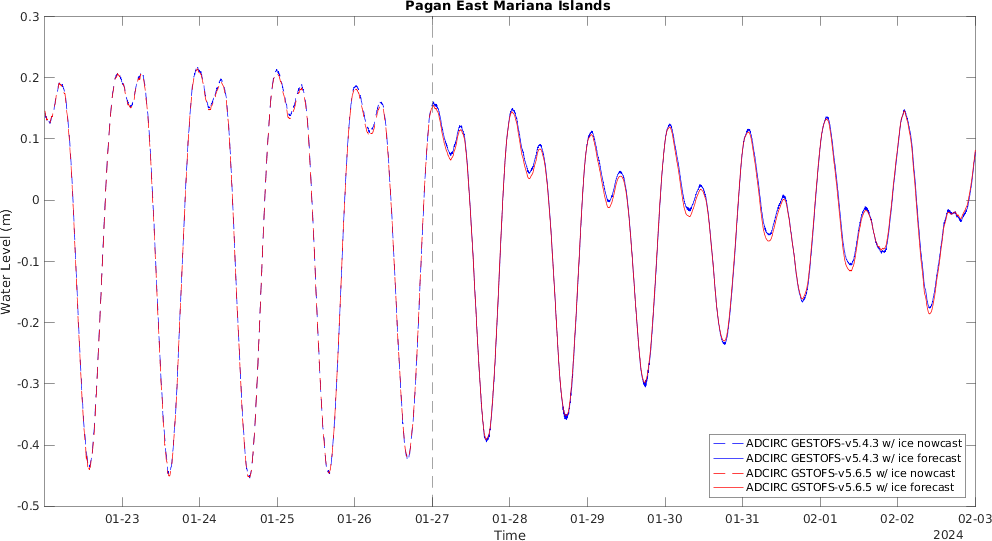 Pagan East Mariana Islands
0.3
0.2
0.1
0
-0.1
-0.2
-0.3
-0.4
-0.5
Water Level (m)
ADCIRC GESTOFS-v5.4.3 w/ ice nowcast
ADCIRC GESTOFS-v5.4.3 w/ ice forecast
ADCIRC GSTOFS-v5.6.5 w/ ice nowcast
ADCIRC GSTOFS-v5.6.5 w/ ice forecast
01-23 01-24 01-25 01-26 01-27 01-28 01-29 01-30 01-31 02-01 02-02 02-03
Time
2024